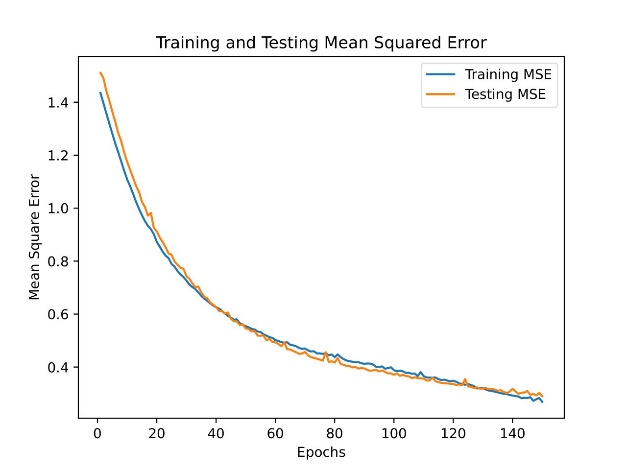 Training and Testing Mean Squared Error
Training MSE
Testing MSE
Mean Square Error
1.4
1.2
1.0
0.8
0.6
0.4
0 20 40 60 80 100 120 140
Epochs